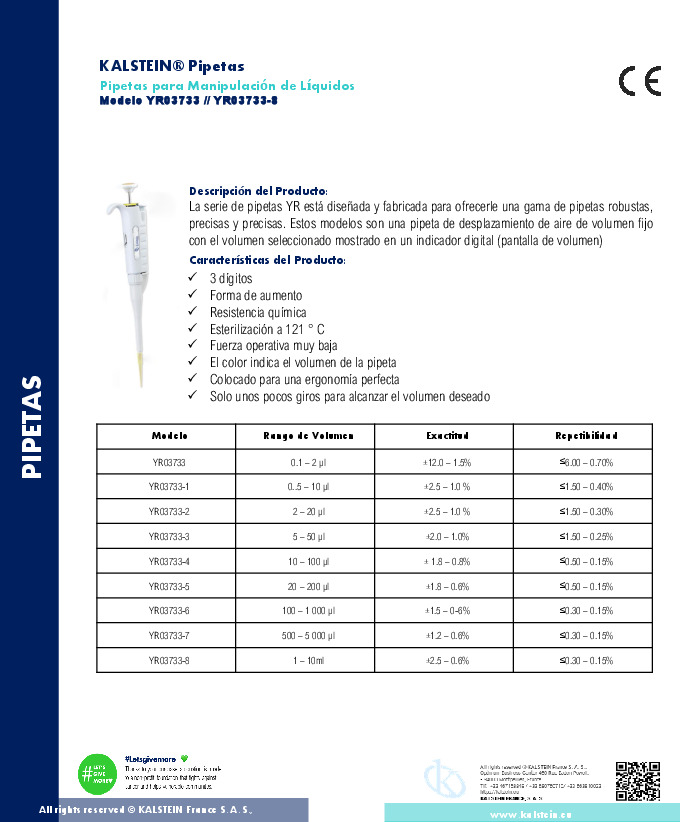 KALSTEIN® Pipetas
Pipetas para Manipulación de Líquidos
Modelo YR03733 // YR03733-8
CE
Descripción del Producto:
La serie de pipetas YR está diseñada y fabricada para ofrecerle una gama de pipetas robustas,
precisas y precisas. Estos modelos son una pipeta de desplazamiento de aire de volumen fijo
con el volumen seleccionado mostrado en un indicador digital (pantalla de volumen)
Características del Producto:
✓ 3 dígitos
✓ Forma de aumento
✓ Resistencia química
✓ Esterilización a 121 ° C
✓ Fuerza operativa muy baja
✓ El color indica el volumen de la pipeta
✓ Colocado para una ergonomía perfecta
✓ Solo unos pocos giros para alcanzar el volumen deseado
PIPETAS
Modelo Rango de Volumen Exactitud Repetibilidad
YR03733 0.1 – 2 µl ±12.0 – 1.5% ≤6.00 – 0.70%
YR03733-1 0..5 – 10 µl ±2.5 – 1.0 % ≤1.50 – 0.40%
YR03733-2 2 – 20 µl ±2.5 – 1.0 % ≤1.50 – 0.30%
YR03733-3 5 – 50 µl ±2.0 – 1.0% ≤1.50 – 0.25%
YR03733-4 10 – 100 µl ± 1.8 – 0.8% ≤0.50 – 0.15%
YR03733-5 20 – 200 µl ±1.8 – 0.6% ≤0.50 – 0.15%
YR03733-6 100 – 1 000 µl ±1.5 – 0-6% ≤0.30 – 0.15%
YR03733-7 500 – 5 000 µl ±1.2 – 0.6% ≤0.30 – 0.15%
YR03733-8 1 – 10ml ±2.5 – 0.6% ≤0.30 – 0.15%
#LET'S
GIVE
MORE
#Letsgivemore
All rights reserved ©KALSTEIN France S. A. S.,
KALSTEIN FRANCE, S. A. S
All rights reserved © KALSTEIN France S. A. S.,
www.kalstein.eu